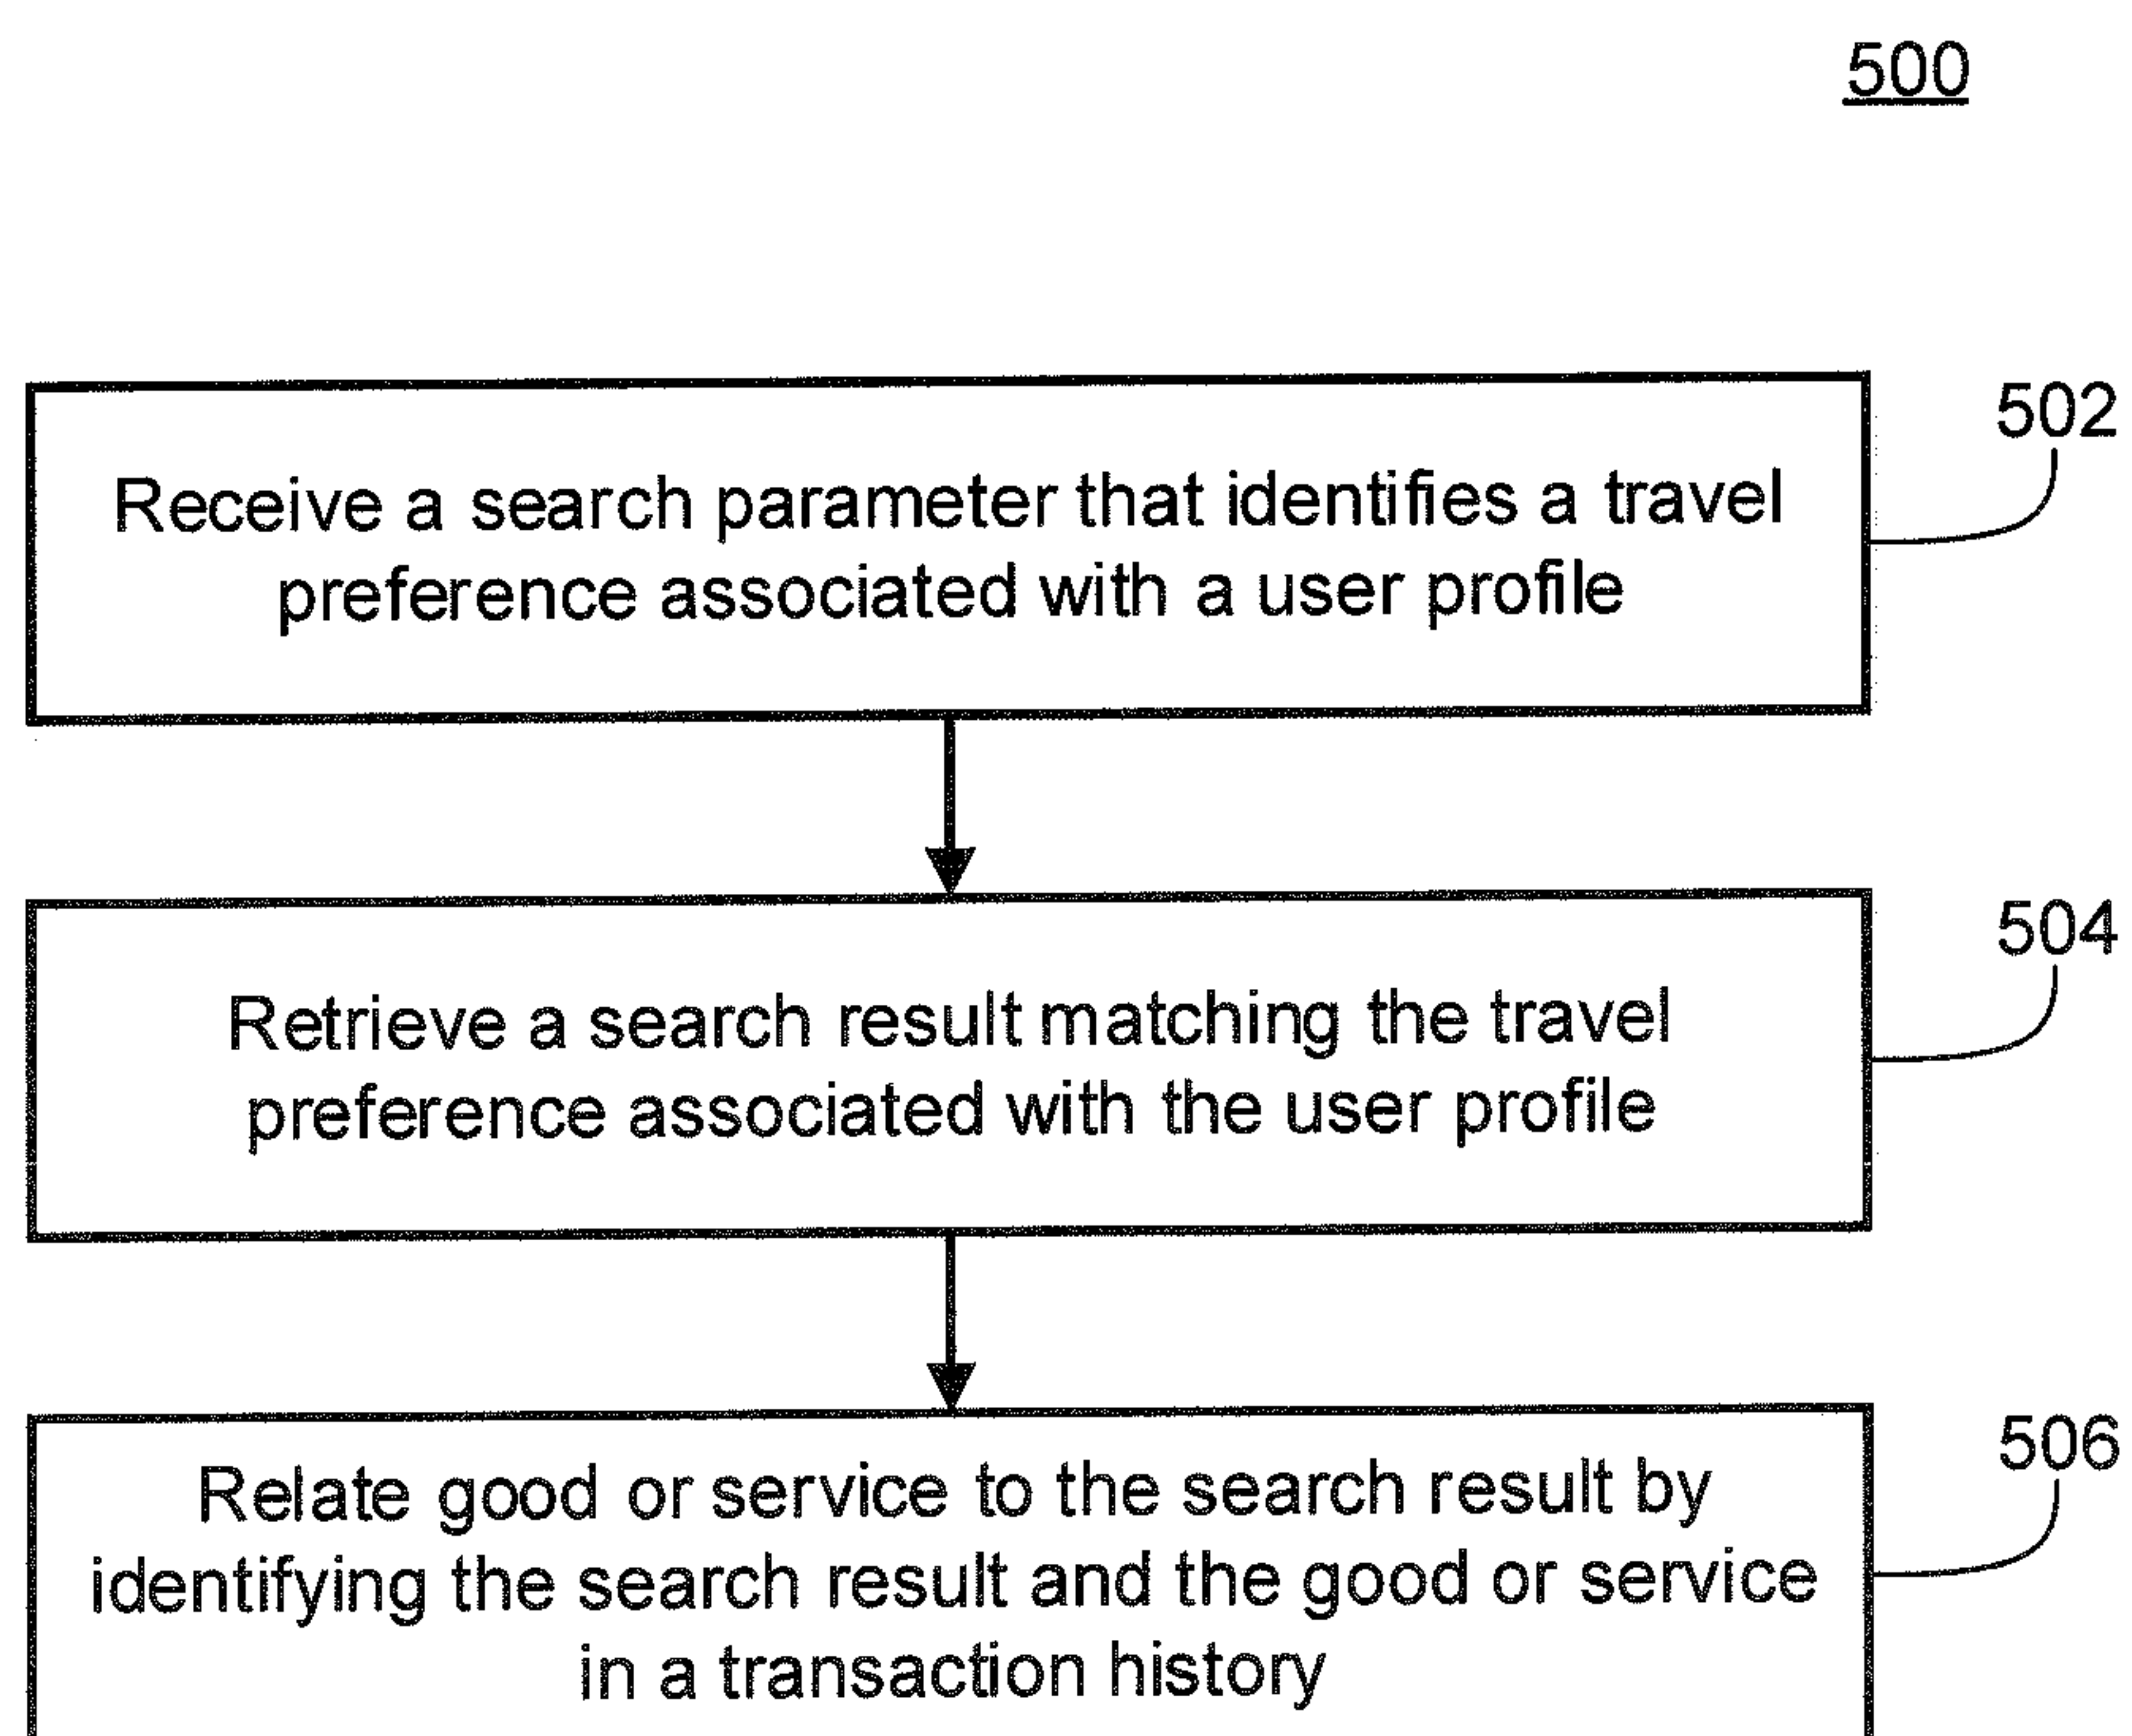 500
502
Receive a search parameter that identifies a travel
preference associated with a user profile
504
Retrieve a search result matching the travel
preference associated with the user profile
506
Relate good or service to the search result by
identifying the search result and the good or service
in a transaction history